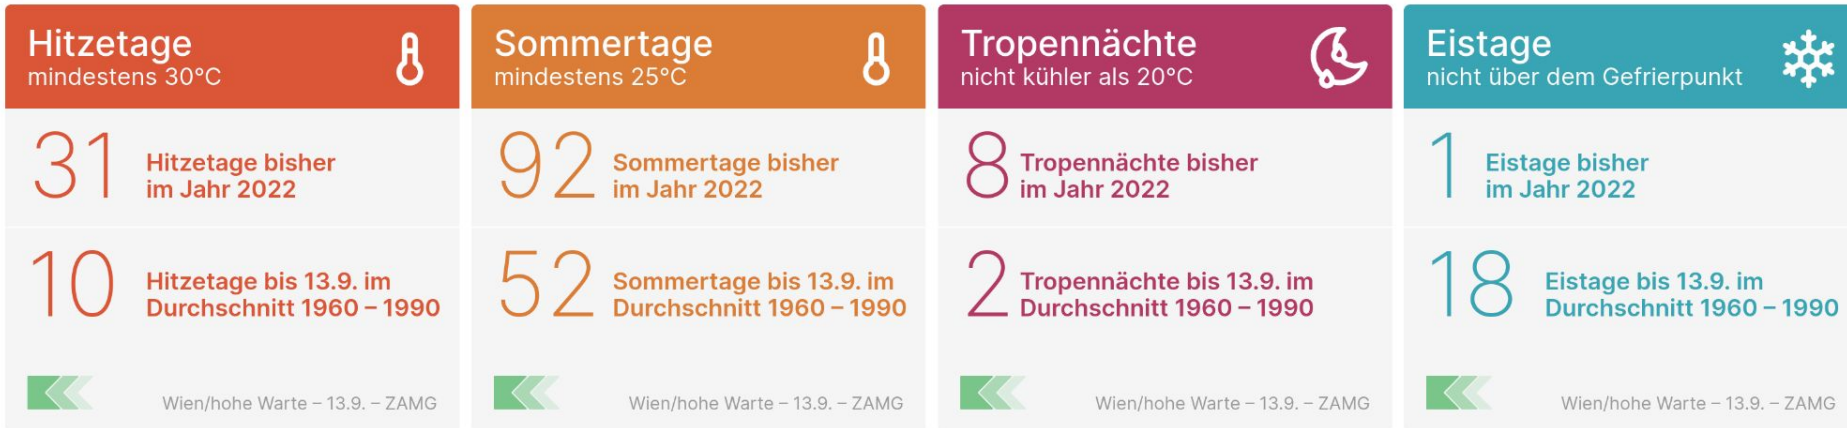 Hitzetage
mindestens 30°C
31
Hitzetage bisher
im Jahr 2022
10
Hitzetage bis 13.9. im
Durchschnitt 1960 – 1990
Wien/hohe Warte – 13.9. – ZAMG
Sommertage
mindestens 25°C
92
Sommertage bisher
im Jahr 2022
52
Sommertage bis 13.9. im
Durchschnitt 1960 – 1990
Wien/hohe Warte – 13.9. – ZAMG
Tropennächte
nicht kühler als 20°C
8
Tropennächte bisher
im Jahr 2022
2
Tropennächte bis 13.9. im
Durchschnitt 1960 – 1990
Wien/hohe Warte – 13.9. – ZAMG
Eistage
nicht über dem Gefrierpunkt
1
Eistage bisher
im Jahr 2022
18
Eistage bis 13.9. im
Durchschnitt 1960 – 1990
Wien/hohe Warte – 13.9. – ZAMG